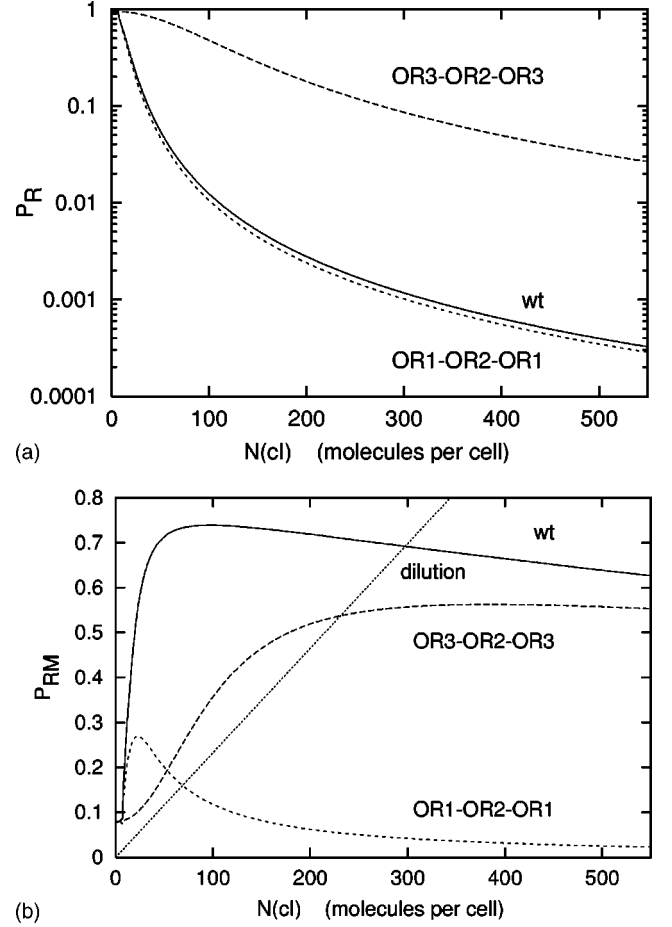 1
OR3-OR2-OR3
0.1
P_R
0.01
wt
0.001
OR1-OR2-OR1
0.0001
0 100 200 300 400 500
(a) N(cI) (molecules per cell)
0.8
wt
0.7
dilution
0.6
0.5
OR3-OR2-OR3
P_RM
0.4
0.3
0.2
OR1-OR2-OR1
0.1
0
0 100 200 300 400 500
(b) N(cI) (molecules per cell)